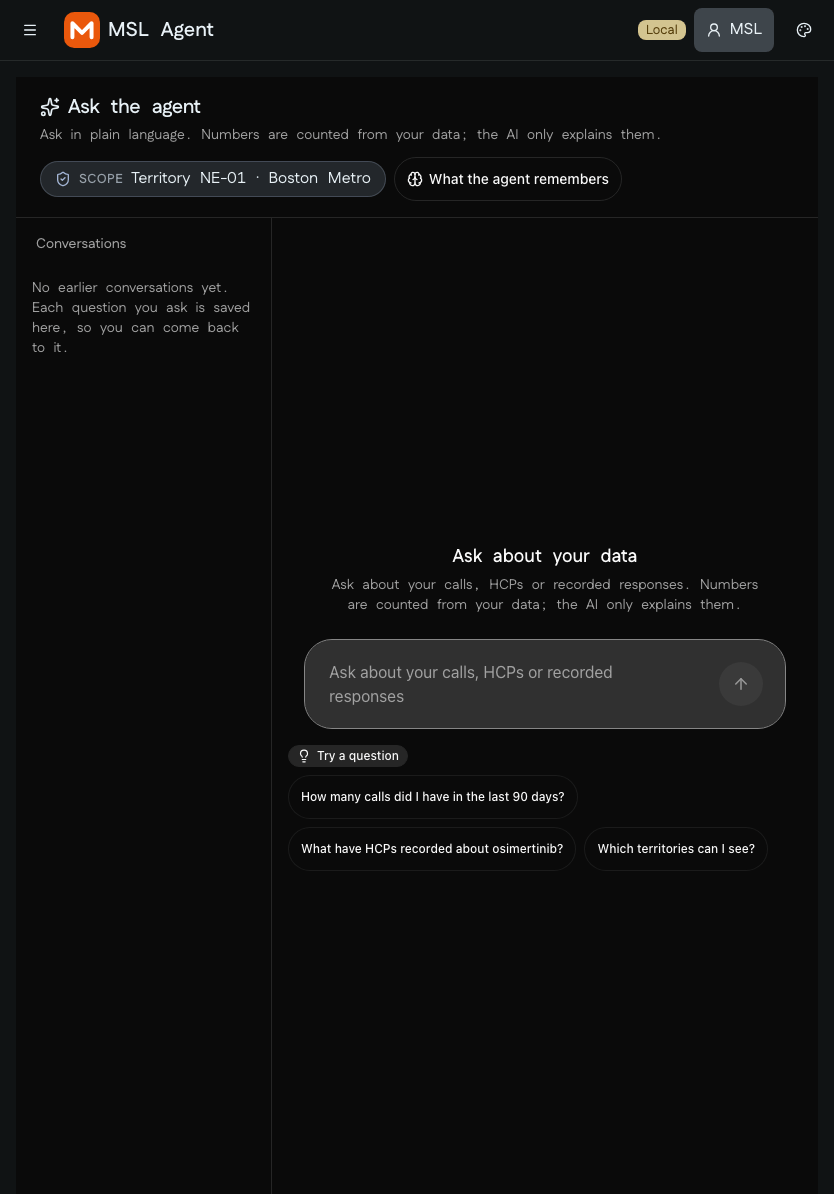 MSL Agent
Local
MSL
Ask the agent
Ask in plain language. Numbers are counted from your data; the AI only explains them.
SCOPE Territory NE-01 · Boston Metro
What the agent remembers
Conversations
No earlier conversations yet.
Each question you ask is saved
here, so you can come back
to it.
Ask about your data
Ask about your calls, HCPs or recorded responses. Numbers
are counted from your data; the AI only explains them.
Ask about your calls, HCPs or recorded
responses
Try a question
How many calls did I have in the last 90 days?
What have HCPs recorded about osimertinib?
Which territories can I see?